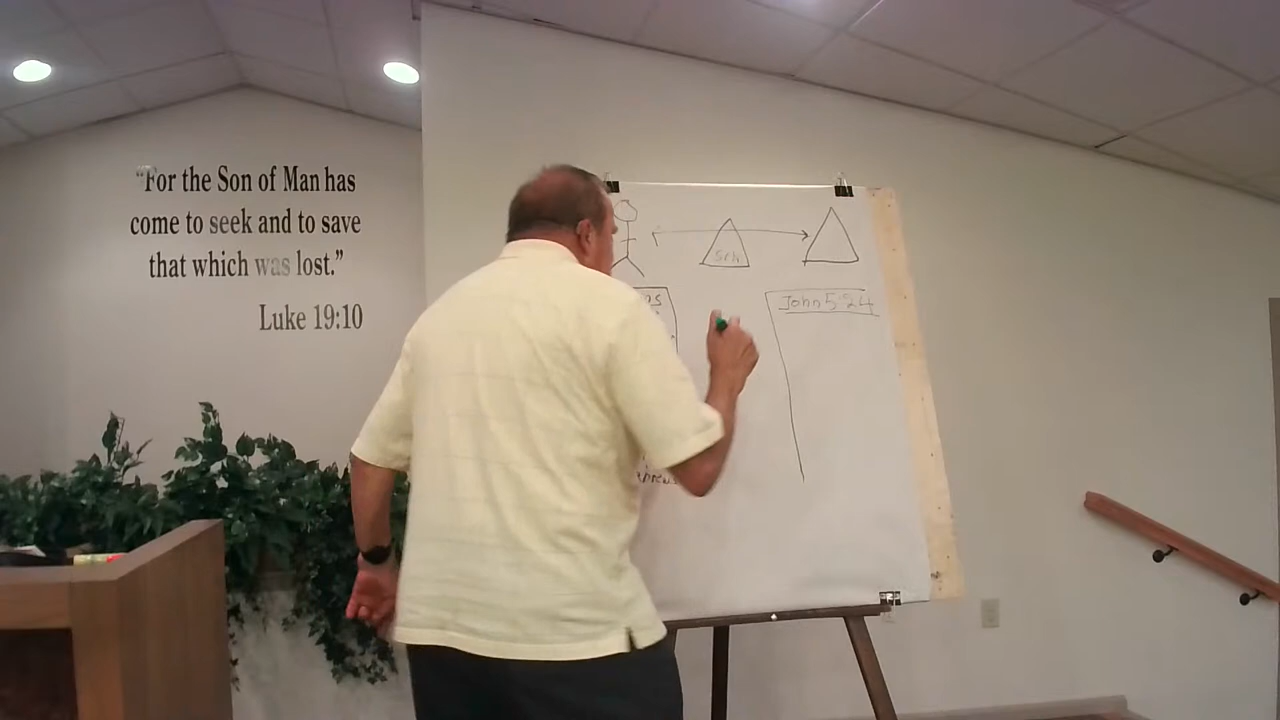 “For the Son of Man has
come to seek and to save
that which was lost.”
Luke 19:10
John 5:24